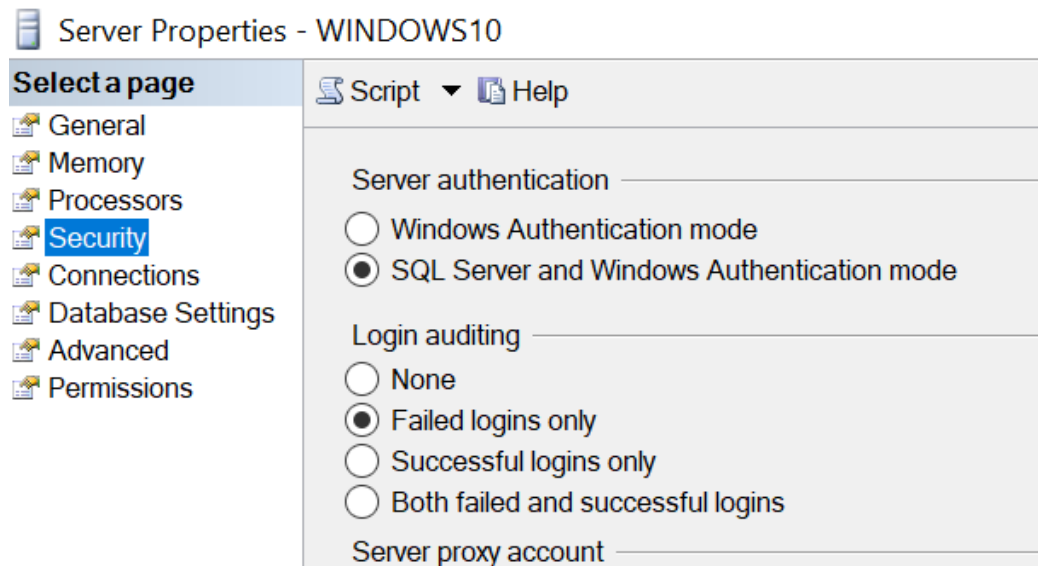 Server Properties - WINDOWS10
Select a page
General
Memory
Processors
Security
Connections
Database Settings
Advanced
Permissions
Script
Help
Server authentication
Windows Authentication mode
SQL Server and Windows Authentication mode
Login auditing
None
Failed logins only
Successful logins only
Both failed and successful logins
Server proxy account